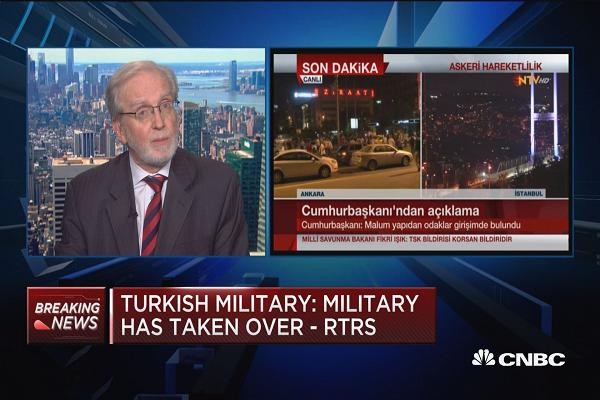 SON DAKİKA
CANLI
ASKERİ HAREKETLİLİK
NTV HD
ZİRAAT
ANKARA
İSTANBUL
Cumhurbaşkanı'ndan açıklama
Cumhurbaşkanı: Malum yapıdan odaklar girişimde bulundu
MİLLİ SAVUNMA BAKANI FİKRİ IŞIK: TSK BİLDİRİSİ KORSAN BİLDİRİDİR
BREAKING
NEWS
TURKISH MILITARY: MILITARY
HAS TAKEN OVER - RTRS
CNBC